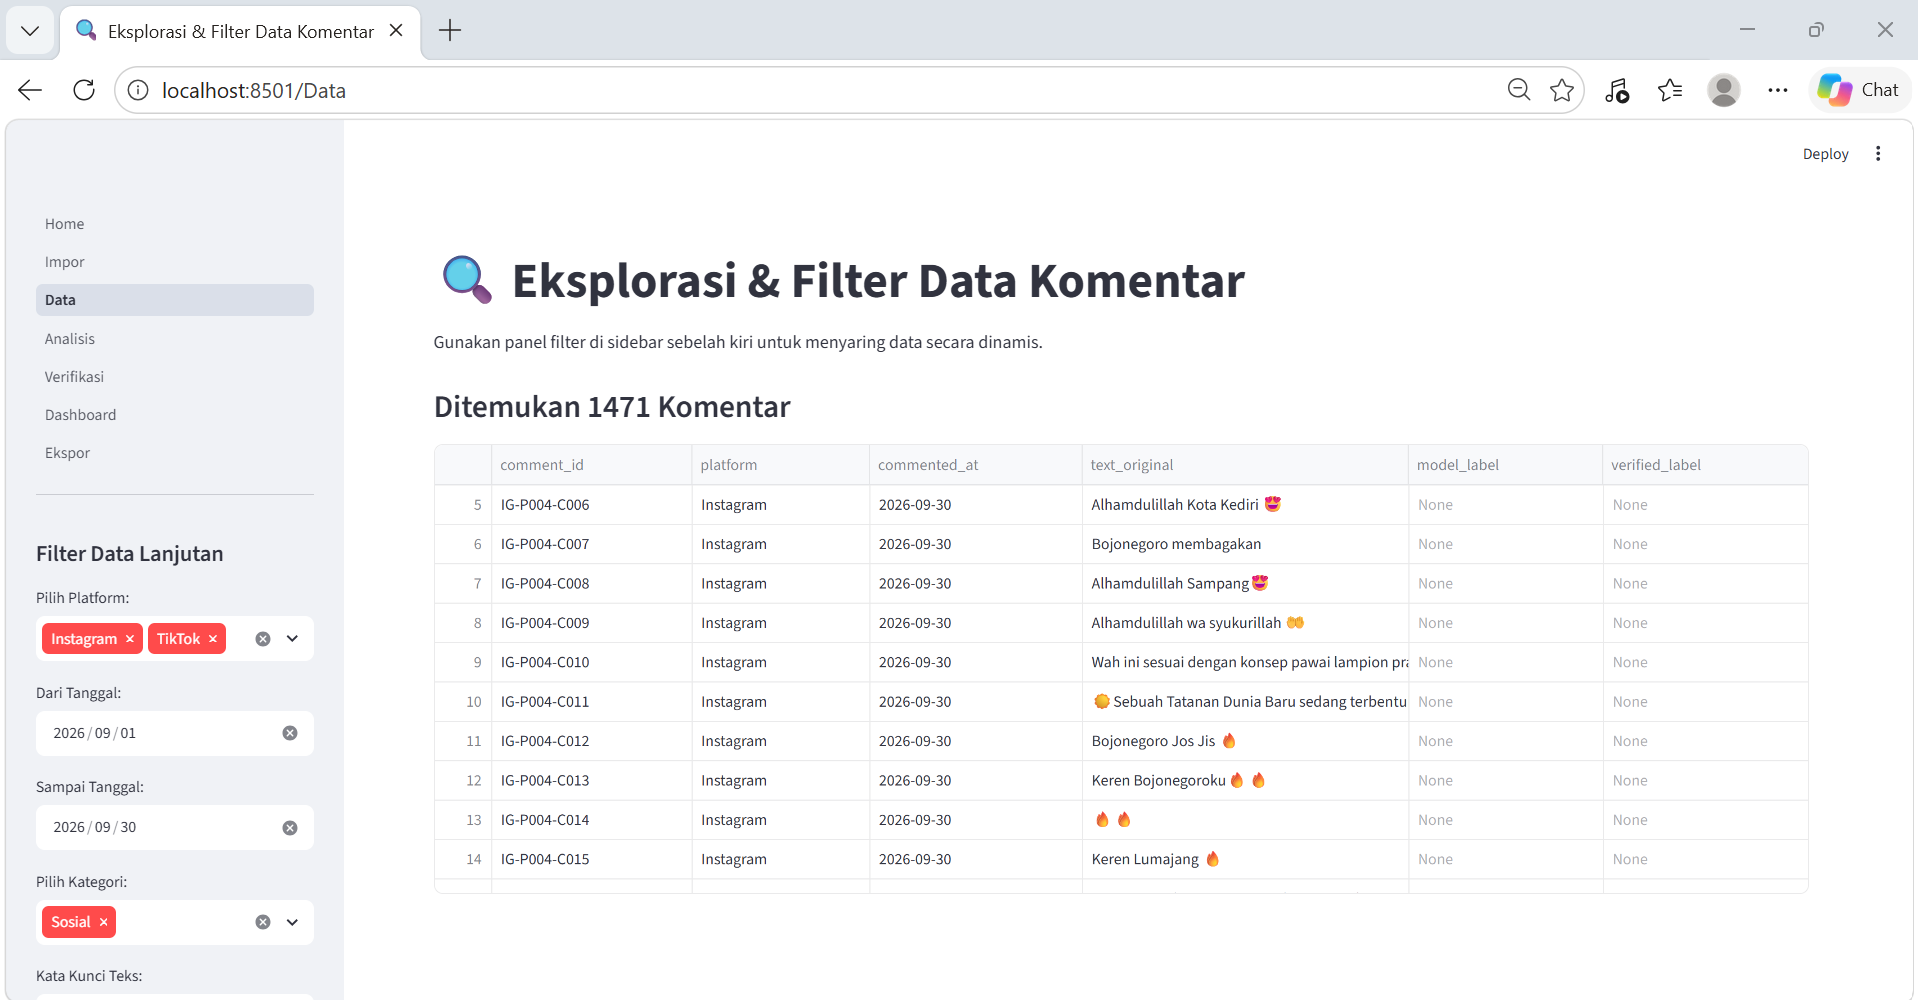 Eksplorasi & Filter Data Komentar
localhost:8501/Data
Chat
Deploy
Home
Impor
Data
Analisis
Verifikasi
Dashboard
Ekspor
Filter Data Lanjutan
Pilih Platform:
Instagram
TikTok
Dari Tanggal:
2026/09/01
Sampai Tanggal:
2026/09/30
Pilih Kategori:
Sosial
Kata Kunci Teks:
🔍 Eksplorasi & Filter Data Komentar
Gunakan panel filter di sidebar sebelah kiri untuk menyaring data secara dinamis.
Ditemukan 1471 Komentar
comment_id platform commented_at text_original model_label verified_label
5 IG-P004-C006 Instagram 2026-09-30 Alhamdulillah Kota Kediri 😍 None None
6 IG-P004-C007 Instagram 2026-09-30 Bojonegoro membagakan None None
7 IG-P004-C008 Instagram 2026-09-30 Alhamdulillah Sampang😍 None None
8 IG-P004-C009 Instagram 2026-09-30 Alhamdulillah wa syukurillah 🤲 None None
9 IG-P004-C010 Instagram 2026-09-30 Wah ini sesuai dengan konsep pawai lampion pra None None
10 IG-P004-C011 Instagram 2026-09-30 Sebuah Tatanan Dunia Baru sedang terbentu None None
11 IG-P004-C012 Instagram 2026-09-30 Bojonegoro Jos Jis 🔥 None None
12 IG-P004-C013 Instagram 2026-09-30 Keren Bojonegoroku🔥 🔥 None None
13 IG-P004-C014 Instagram 2026-09-30 🔥 🔥 None None
14 IG-P004-C015 Instagram 2026-09-30 Keren Lumajang 🔥 None None